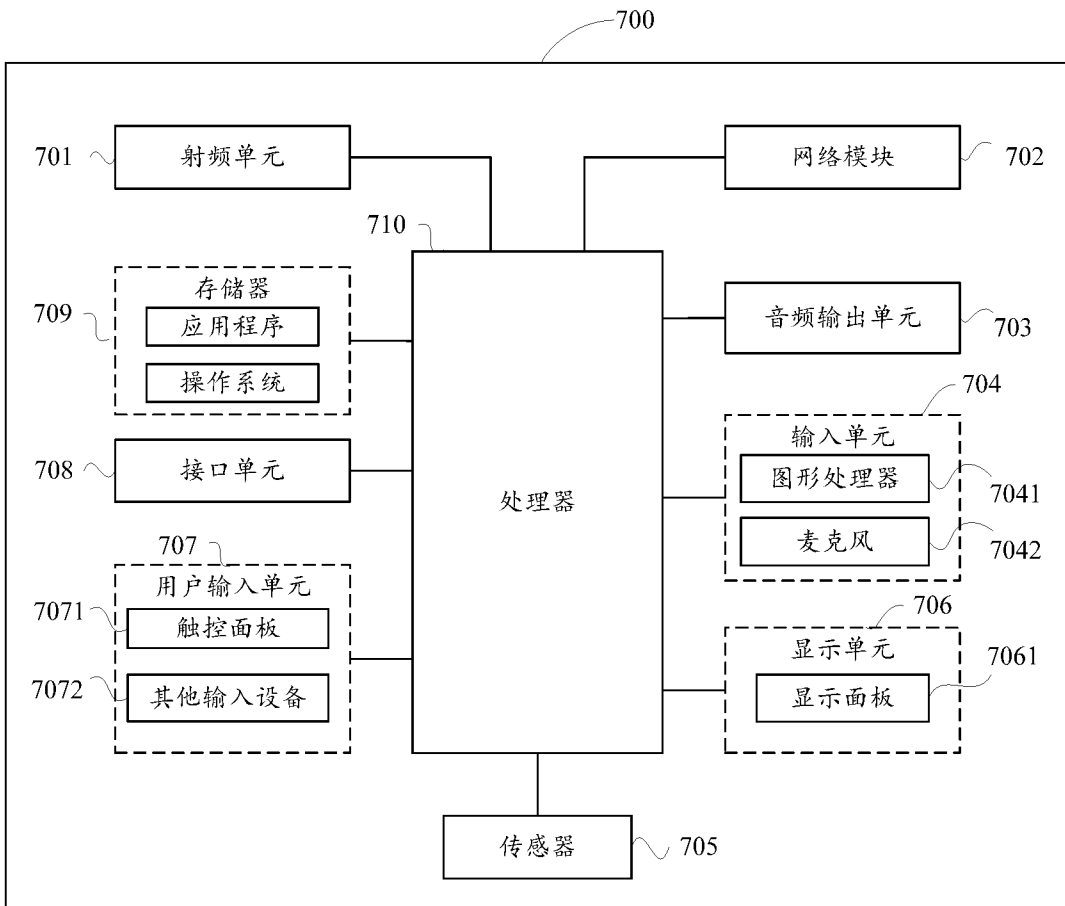 700
701
射频单元
网络模块
702
710
709
存储器
应用程序
操作系统
音频输出单元
703
704
输入单元
图形处理器
7041
麦克风
7042
708
接口单元
处理器
707
用户输入单元
7071
触控面板
7072
其他输入设备
706
显示单元
7061
显示面板
传感器
705